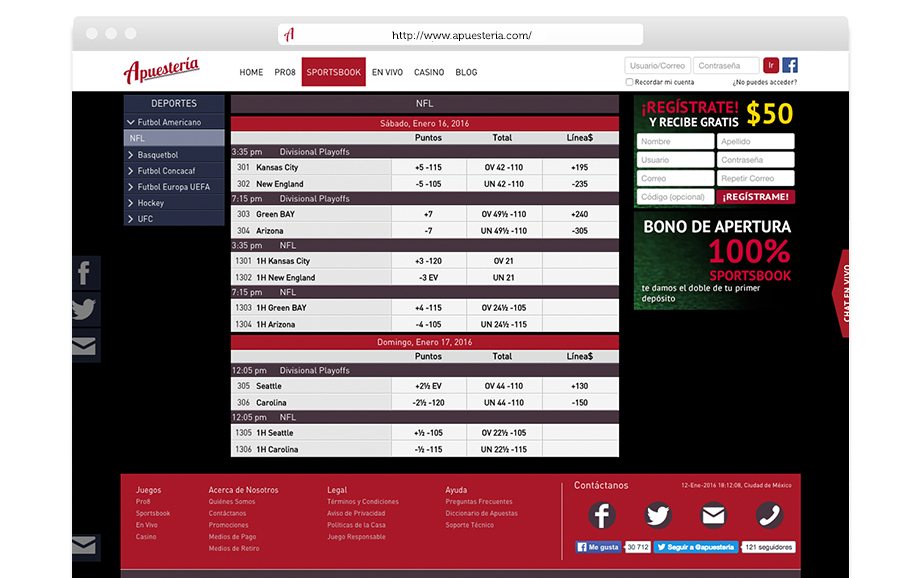 http://www.apuesteria.com/
Apuestería
HOME PRO8 SPORTSBOOK EN VIVO CASINO BLOG
Usuario/Correo Contraseña Ir
Recordar mi cuenta ¿No puedes acceder?
DEPORTES
Futbol Americano
NFL
Basquetbol
Futbol Concacaf
Futbol Europa UEFA
Hockey
UFC
NFL
Sábado, Enero 16, 2016
Puntos Total Línea$
3:35 pm Divisional Playoffs
301 Kansas City +5 -115 OV 42 -110 +195
302 New England -5 -105 UN 42 -110 -235
7:15 pm Divisional Playoffs
303 Green BAY +7 OV 49½ -110 +240
304 Arizona -7 UN 49½ -110 -305
3:35 pm NFL
1301 1H Kansas City +3 -120 OV 21
1302 1H New England -3 EV UN 21
7:15 pm NFL
1303 1H Green BAY +4 -115 OV 24½ -105
1304 1H Arizona -4 -105 UN 24½ -115
Domingo, Enero 17, 2016
Puntos Total Línea$
12:05 pm Divisional Playoffs
305 Seattle +2½ EV OV 44 -110 +130
306 Carolina -2½ -120 UN 44 -110 -150
12:05 pm NFL
1305 1H Seattle +½ -105 OV 22½ -105
1306 1H Carolina -½ -115 UN 22½ -115
¡REGÍSTRATE! $50
Y RECIBE GRATIS
Nombre Apellido
Usuario Contraseña
Correo Repetir Correo
Código (opcional) ¡REGÍSTRAME!
BONO DE APERTURA
100%
SPORTSBOOK
te damos el doble de tu primer
depósito
CHAT EN VIVO
Juegos
Pro8
Sportsbook
En Vivo
Casino
Acerca de Nosotros
Quiénes Somos
Contáctanos
Promociones
Medios de Pago
Medios de Retiro
Legal
Términos y Condiciones
Aviso de Privacidad
Políticas de la Casa
Juego Responsable
Ayuda
Preguntas Frecuentes
Diccionario de Apuestas
Soporte Técnico
Contáctanos 12-Ene-2016 18:12:08, Ciudad de México
Me gusta 30 712 Seguir a @apuesteria 121 seguidores